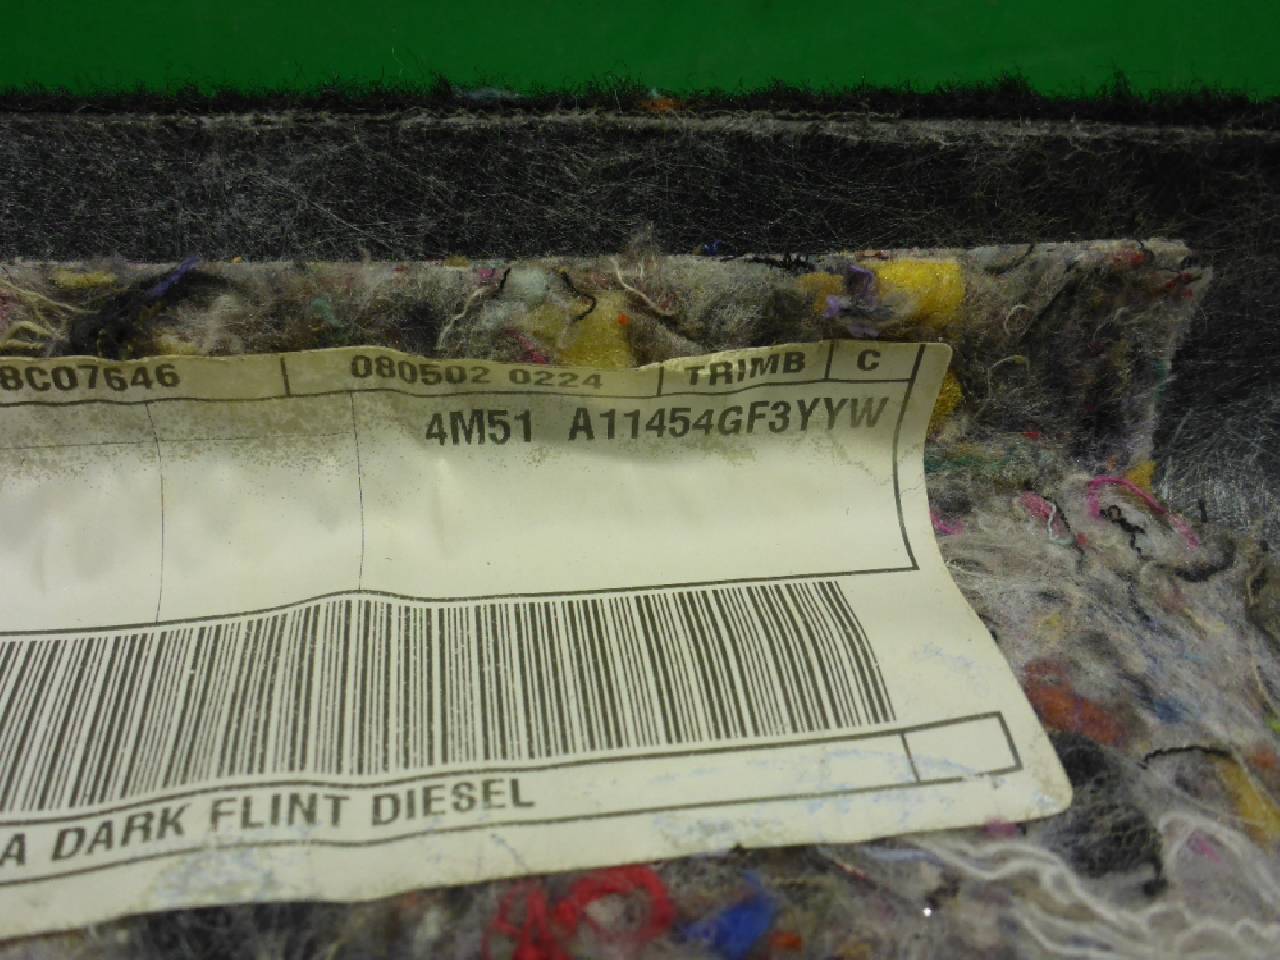 8C07646 080502 0224 TRIMB C
4M51 A11454GF3YYW
A DARK FLINT DIESEL